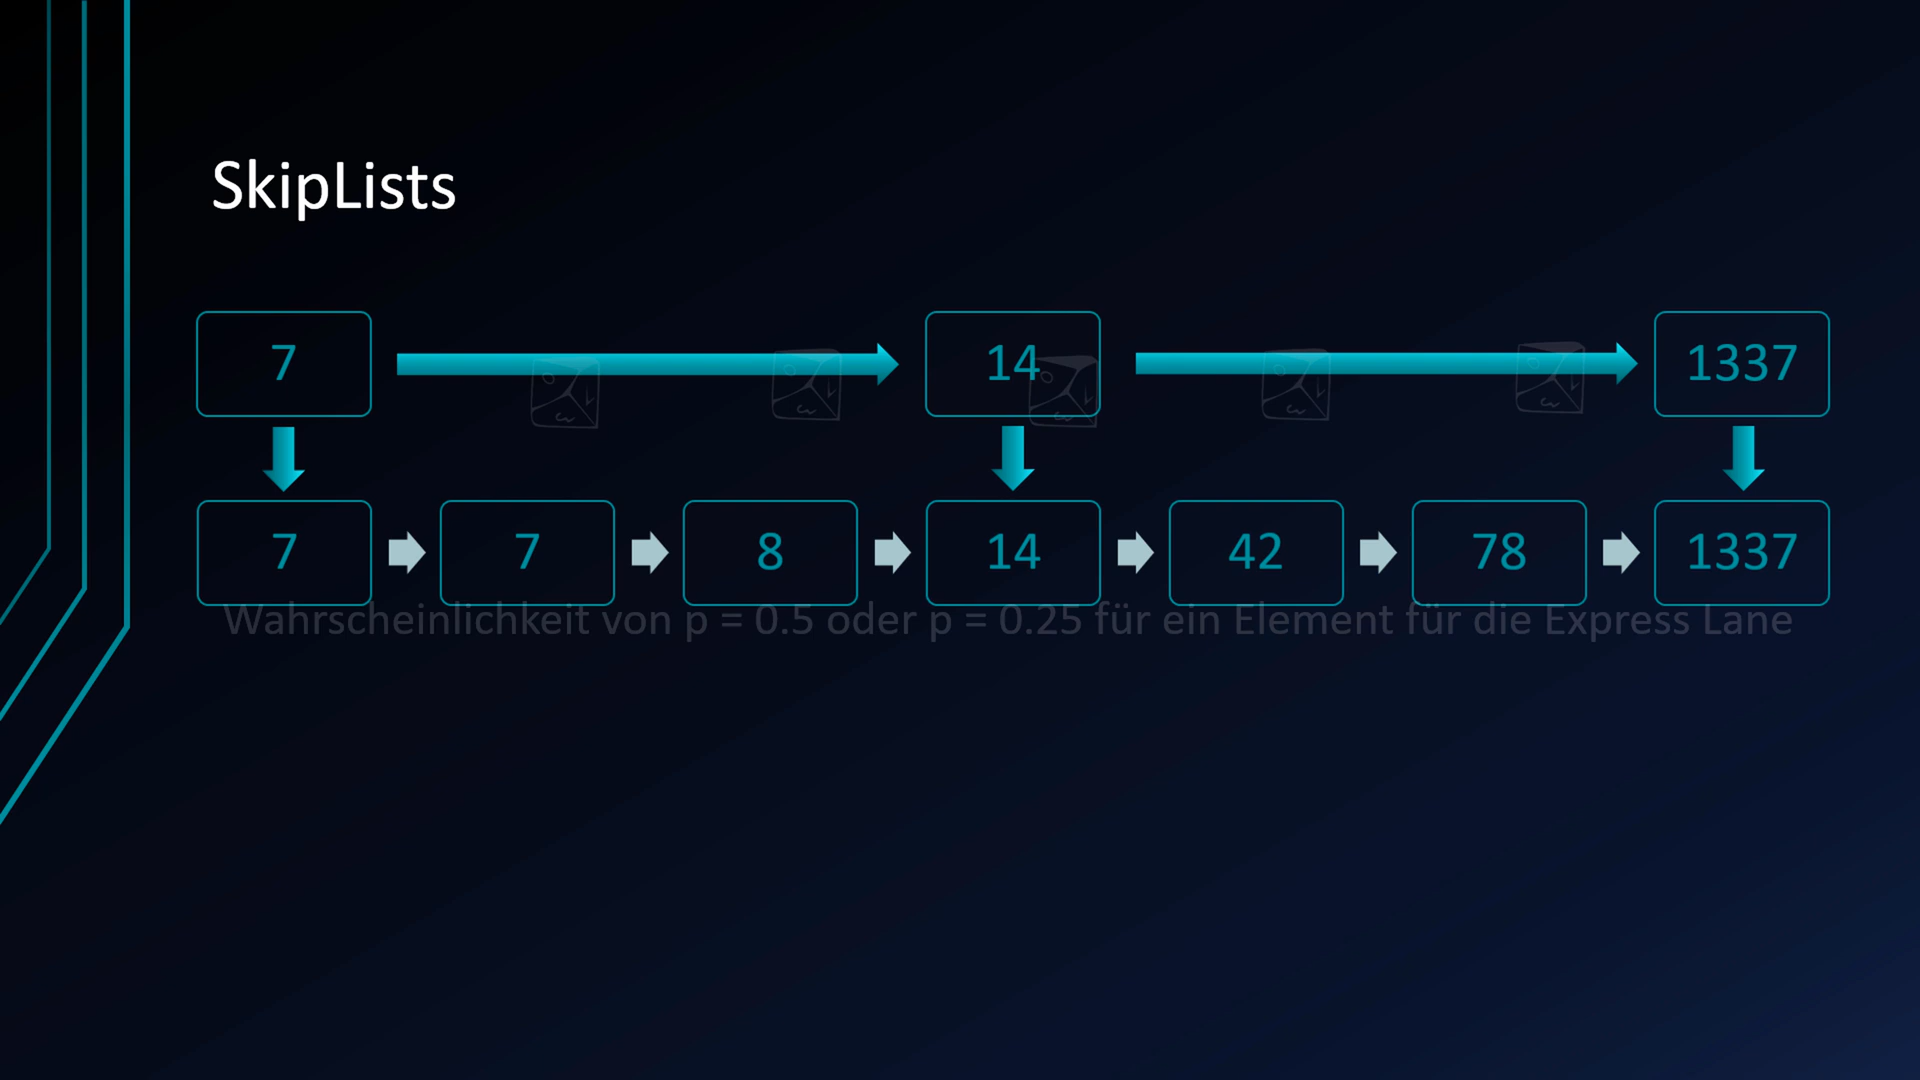 SkipLists
7 14 1337
7 7 8 14 42 78 1337
Wahrscheinlichkeit von p = 0.5 oder p = 0.25 für ein Element für die Express Lane